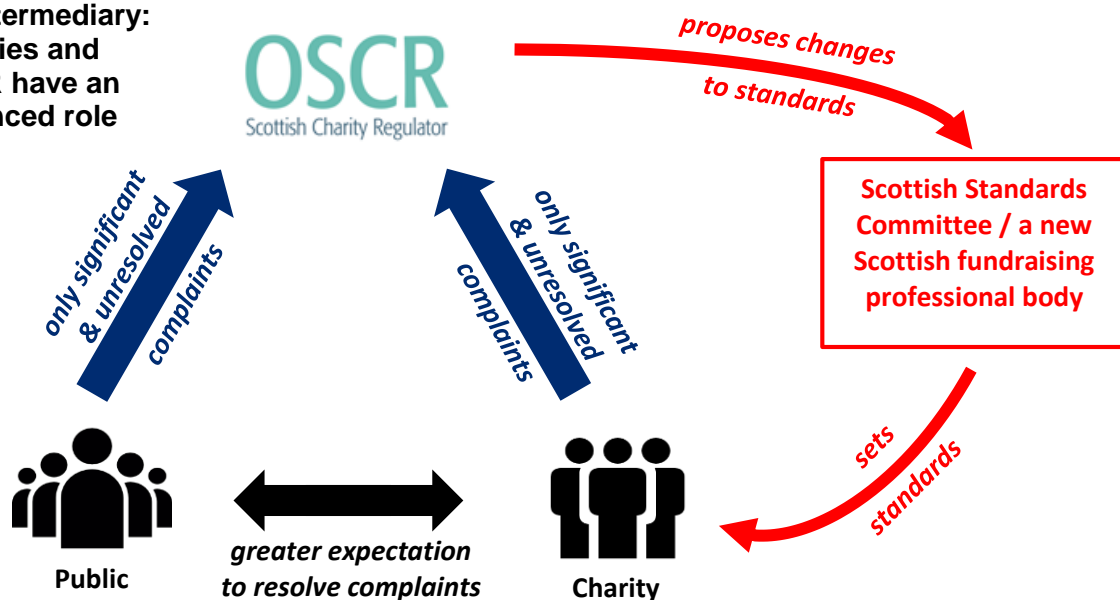 termediary:
ies and
have an
nced role
OSCR
Scottish Charity Regulator
proposes changes
to standards
Scottish Standards
Committee / a new
Scottish fundraising
professional body
only significant
& unresolved
complaints
only significant
& unresolved
complaints
sets
standards
greater expectation
to resolve complaints
Public
Charity